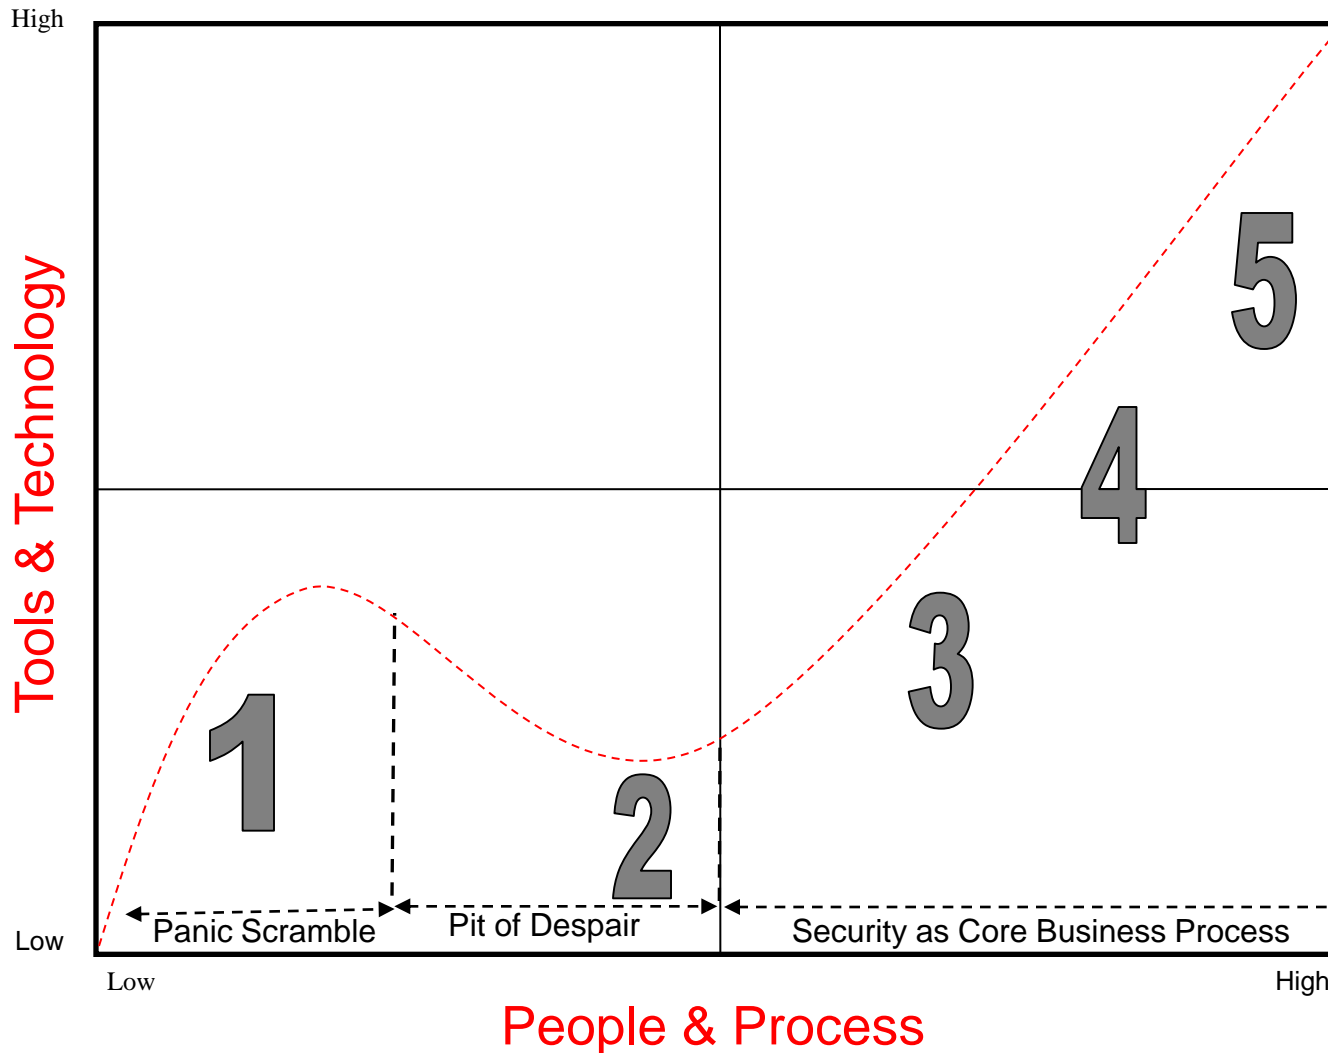 High
Tools & Technology
5
4
3
1
2
Panic Scramble
Pit of Despair
Security as Core Business Process
Low
Low
High
People & Process